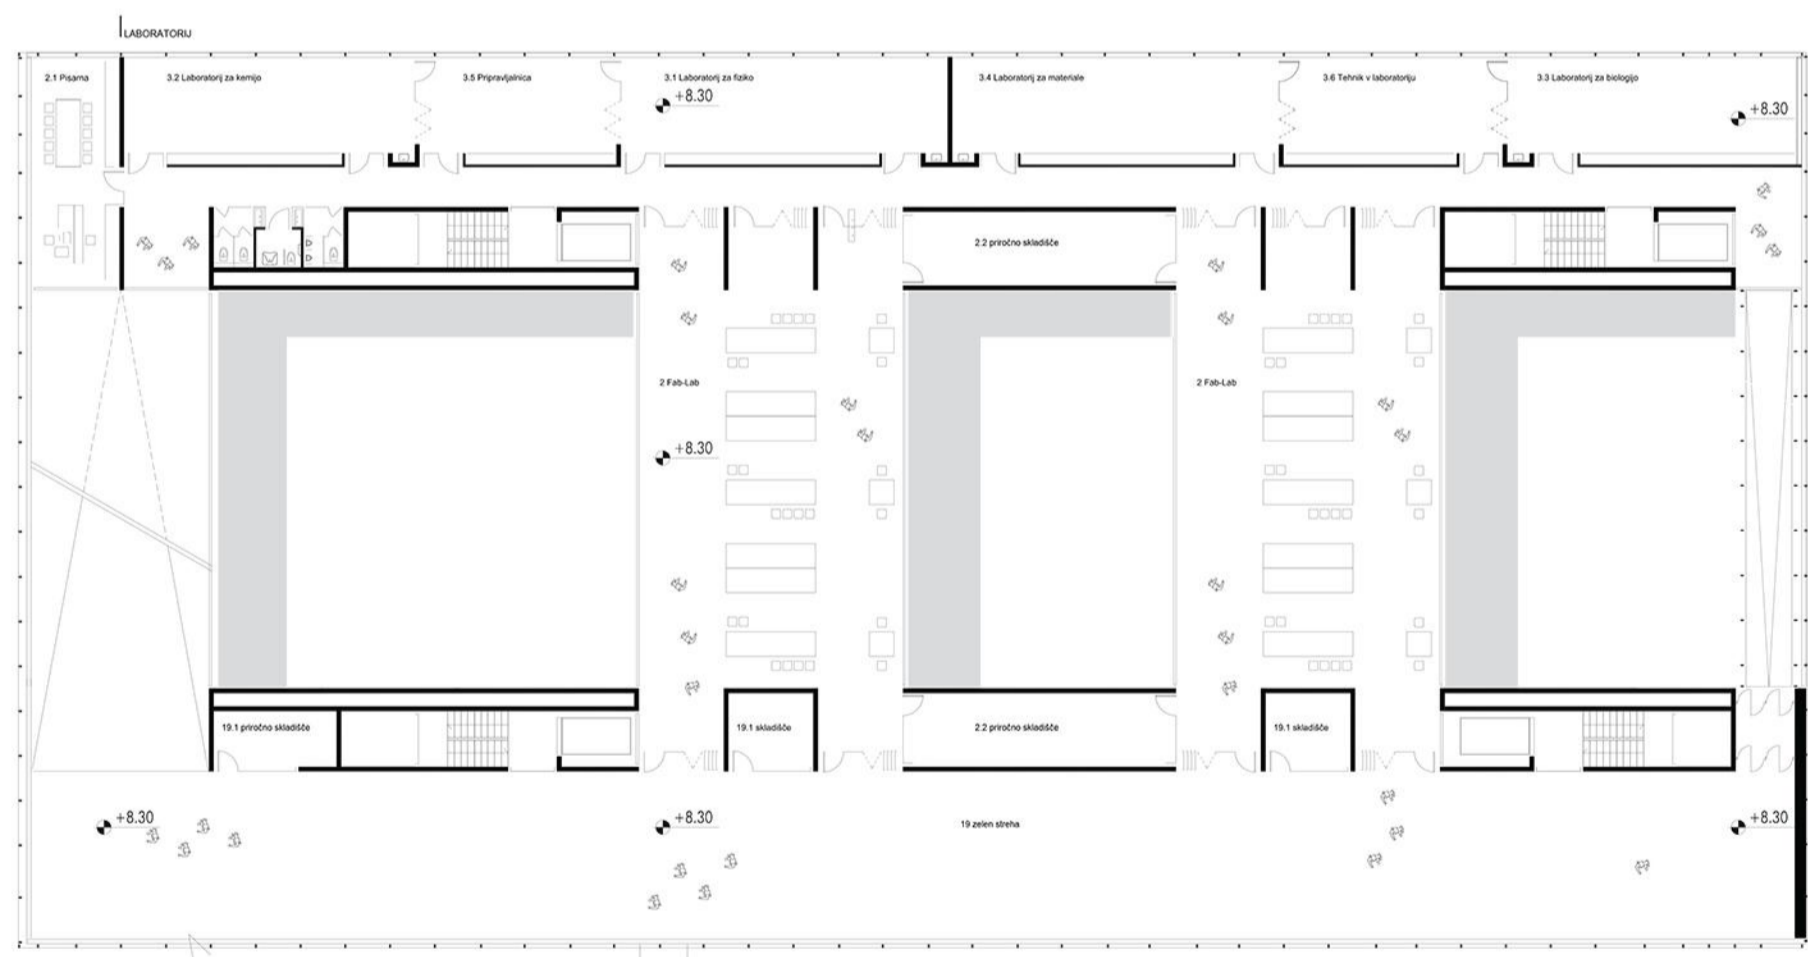 LABORATORIJ
2.1 Pisarna
3.2 Laboratorij za kemijo
3.5 Pripravljalnica
3.1 Laboratorij za fiziko
3.4 Laboratorij za materiale
3.6 Tehnik v laboratoriju
3.3 Laboratorij za biologijo
+8.30
+8.30
2.2 priročno skladišče
2 Fab-Lab
2 Fab-Lab
+8.30
19.1 priročno skladišče
19.1 skladišče
2.2 priročno skladišče
19.1 skladišče
+8.30
+8.30
19 zelen streha
+8.30